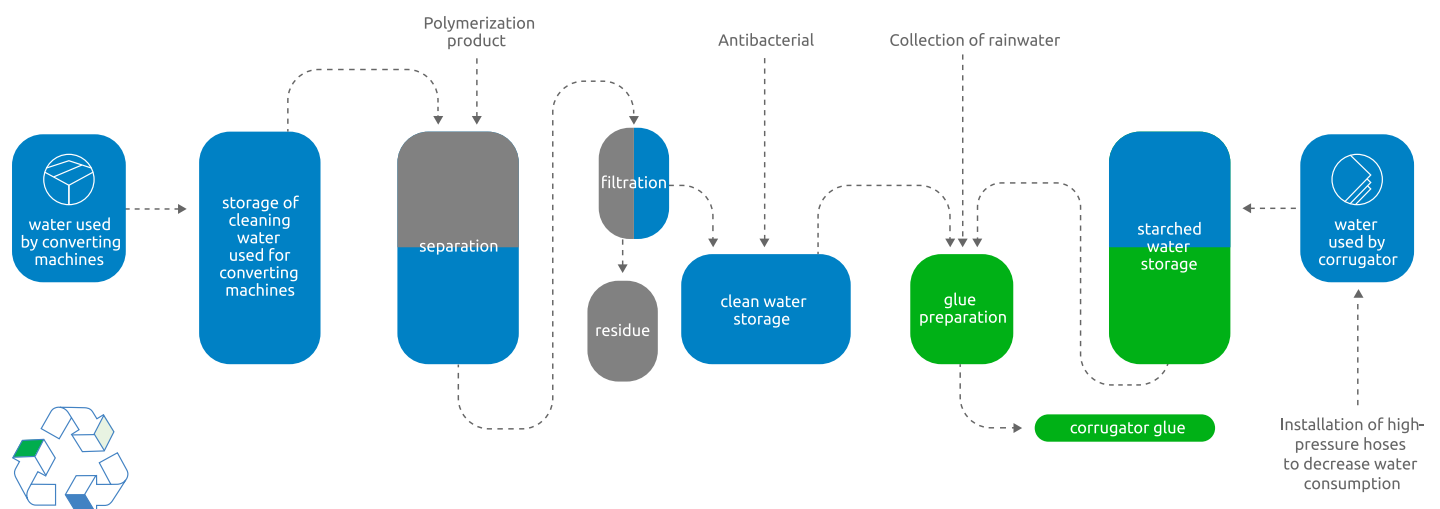 Polymerization
product
Antibacterial
Collection of rainwater
water used
by converting
machines
storage of
cleaning
water
used for
converting
machines
separation
filtration
residue
clean water
storage
glue
preparation
starched
water
storage
water
used by
corrugator
corrugator glue
Installation of high-
pressure hoses
to decrease water
consumption